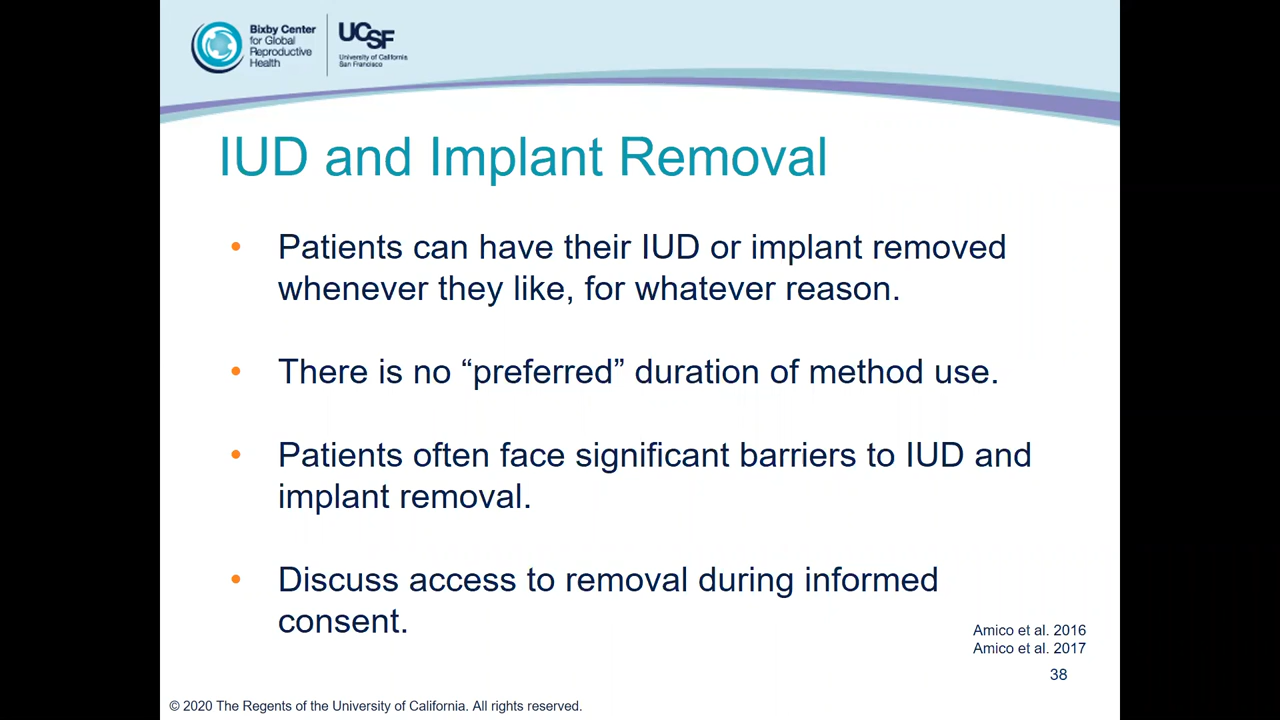 Bixby Center
for Global
Reproductive
Health
UCSF
University of California
San Francisco
IUD and Implant Removal
• Patients can have their IUD or implant removed
whenever they like, for whatever reason.
• There is no “preferred” duration of method use.
• Patients often face significant barriers to IUD and
implant removal.
• Discuss access to removal during informed
consent.
Amico et al. 2016
Amico et al. 2017
38
© 2020 The Regents of the University of California. All rights reserved.